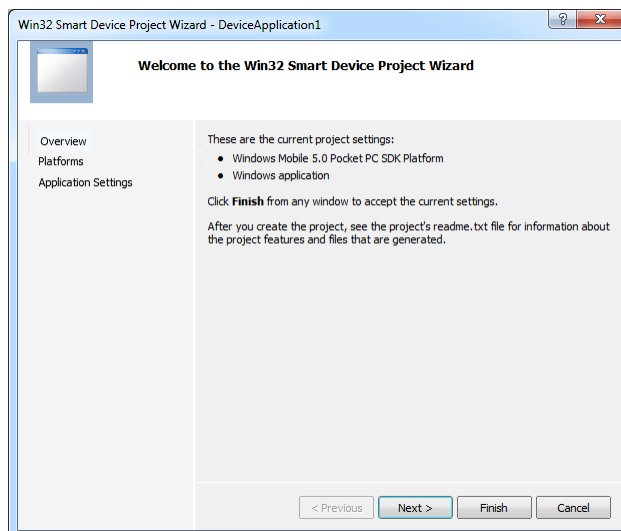 Win32 Smart Device Project Wizard - DeviceApplication1
Welcome to the Win32 Smart Device Project Wizard
Overview
Platforms
Application Settings
These are the current project settings:
● Windows Mobile 5.0 Pocket PC SDK Platform
● Windows application
Click Finish from any window to accept the current settings.
After you create the project, see the project's readme.txt file for information about
the project features and files that are generated.
< Previous
Next >
Finish
Cancel